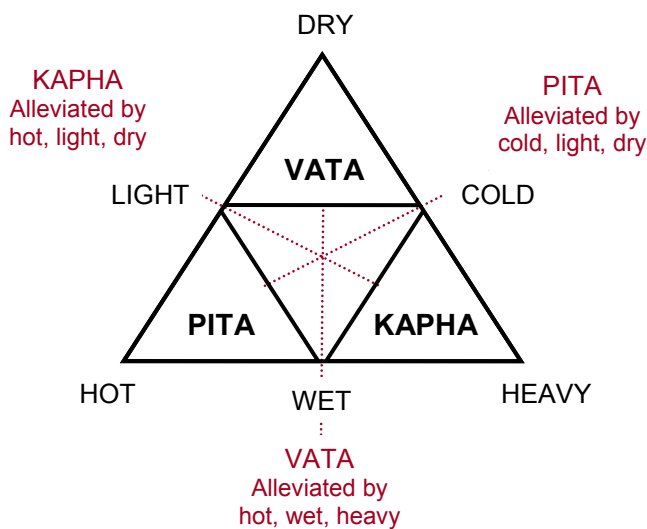 DRY
KAPHA
Alleviated by
hot, light, dry
PITA
Alleviated by
cold, light, dry
VATA
LIGHT
COLD
PITA
KAPHA
HOT
WET
HEAVY
VATA
Alleviated by
hot, wet, heavy